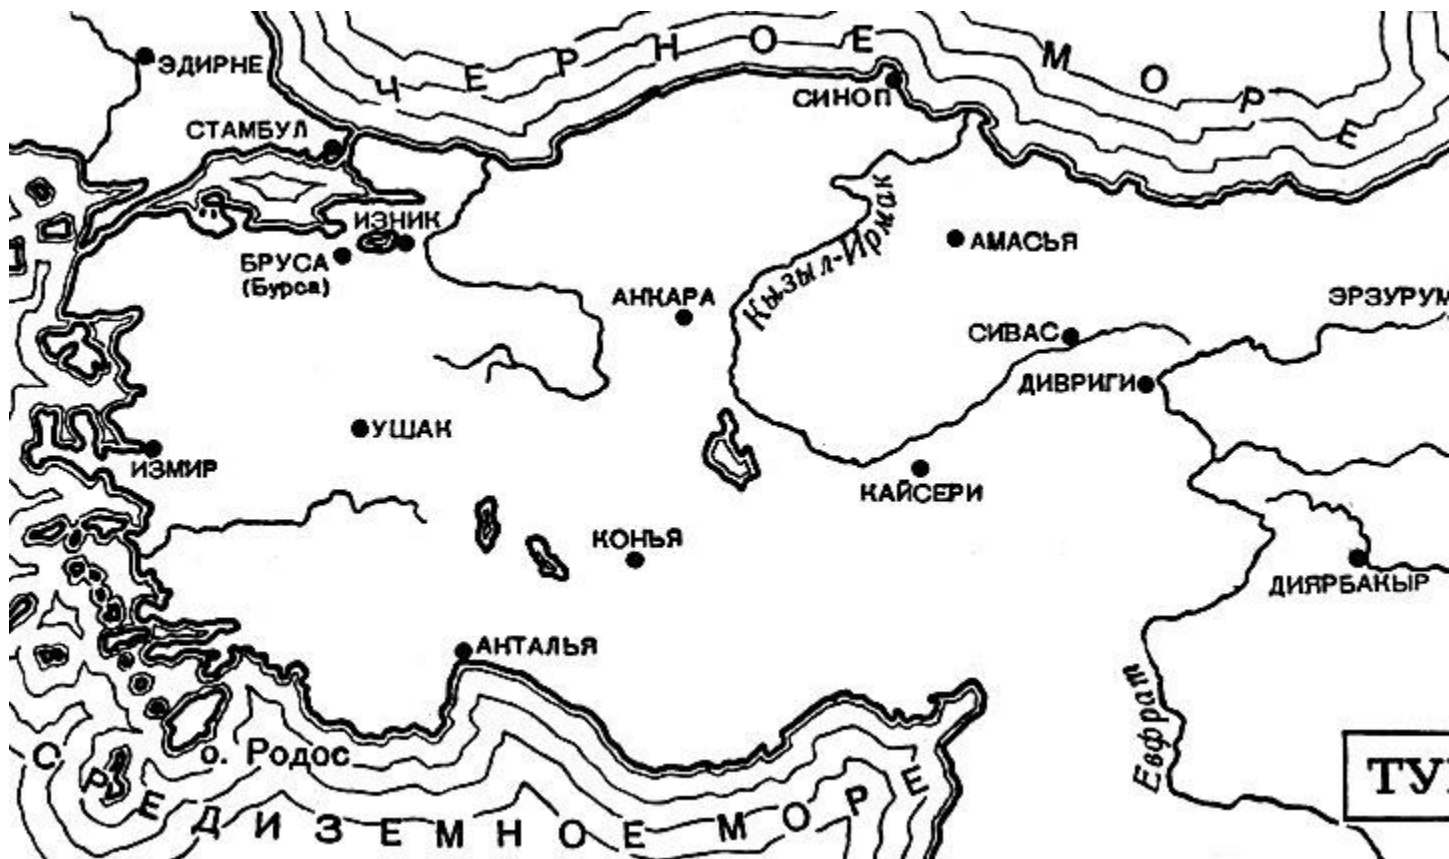 ЧЕРНОЕ МОРЕ
ЭДИРНЕ
СИНОП
СТАМБУЛ
ИЗНИК
БРУСА
(Бурса)
Кызыл-Ирмак
АМАСЬЯ
АНКАРА
ЭРЗУРУМ
СИВАС
ДИВРИГИ
УШАК
ИЗМИР
КАЙСЕРИ
КОНЬЯ
ДИЯРБАКЫР
АНТАЛЬЯ
Евфрат
о. Родос
СРЕДИЗЕМНОЕ МОРЕ